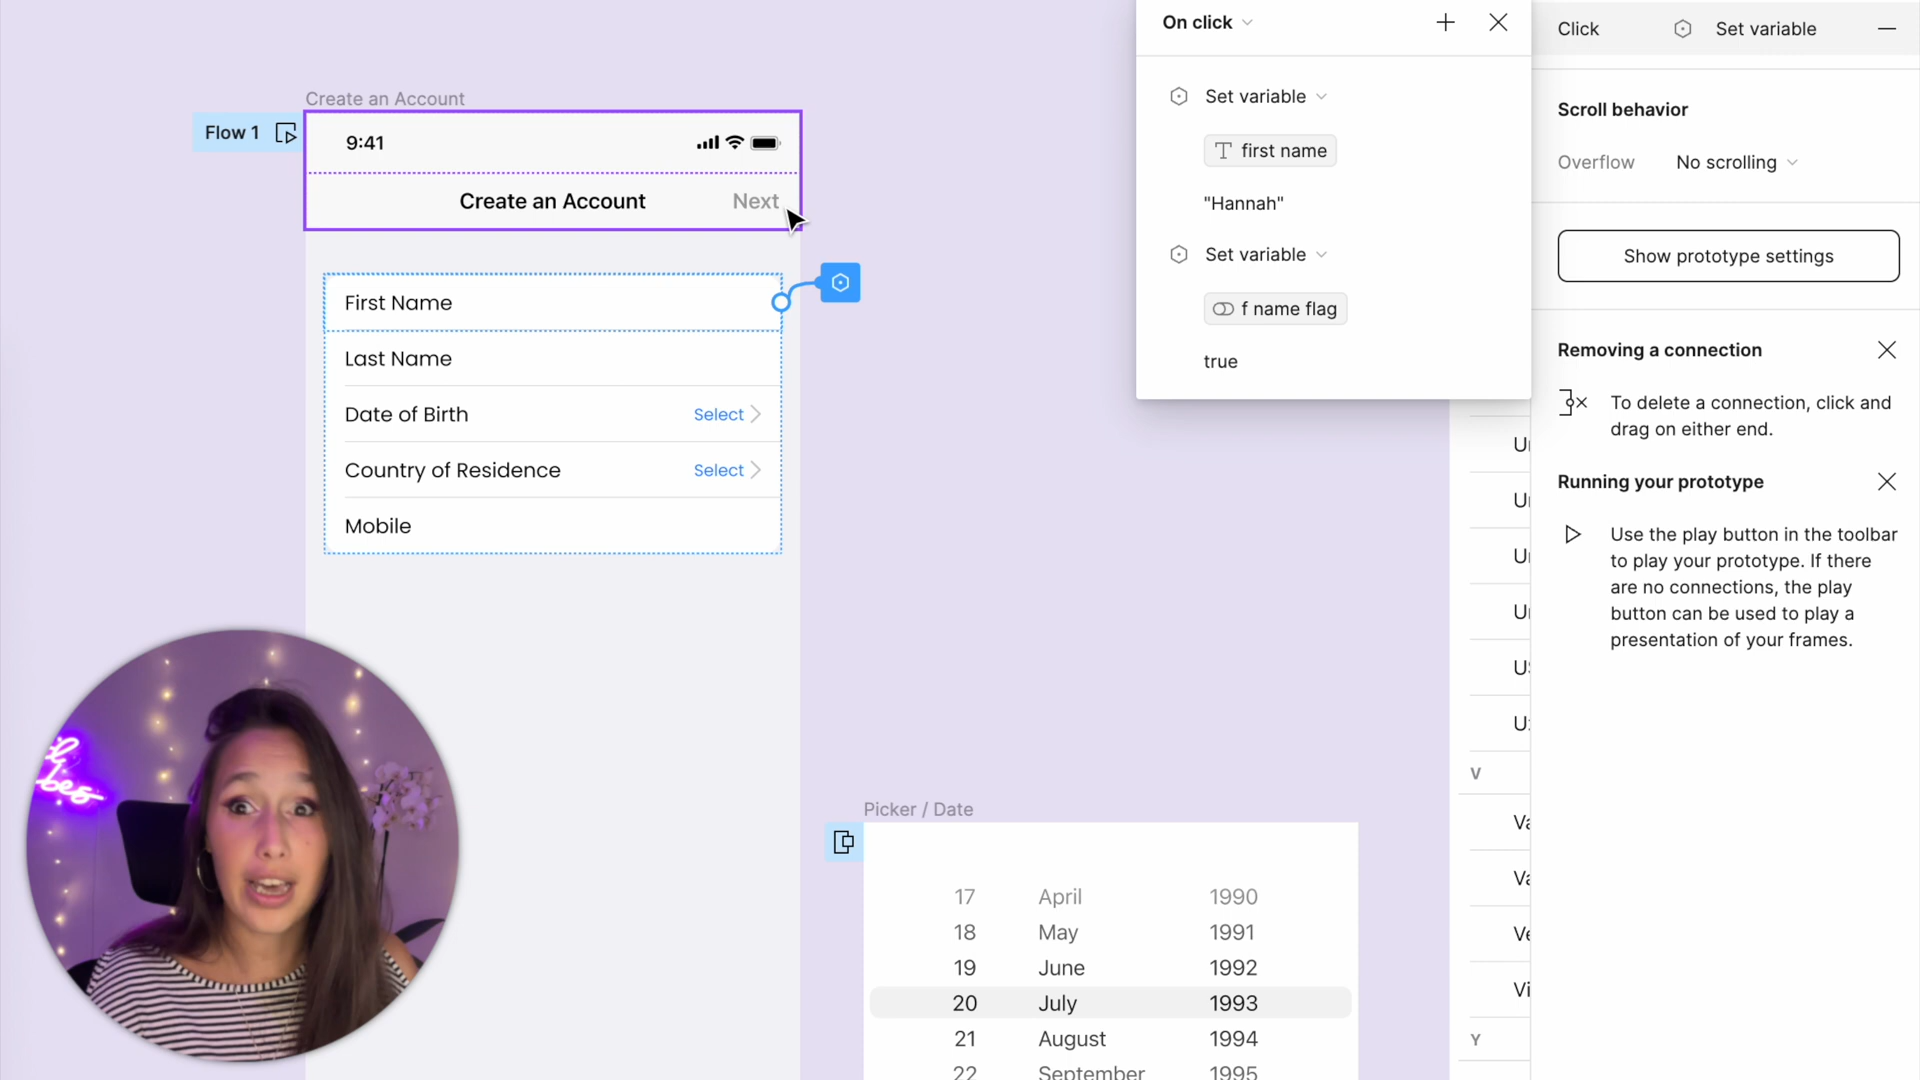 On click
Click
Set variable
Create an Account
Flow 1
9:41
Create an Account
Next
First Name
Last Name
Date of Birth
Select
Country of Residence
Select
Mobile
Set variable
first name
"Hannah"
Set variable
f name flag
true
Scroll behavior
Overflow
No scrolling
Show prototype settings
Removing a connection
To delete a connection, click and
drag on either end.
Running your prototype
Use the play button in the toolbar
to play your prototype. If there
are no connections, the play
button can be used to play a
presentation of your frames.
V
Y
Picker / Date
17 April 1990
18 May 1991
19 June 1992
20 July 1993
21 August 1994
22 September 1995